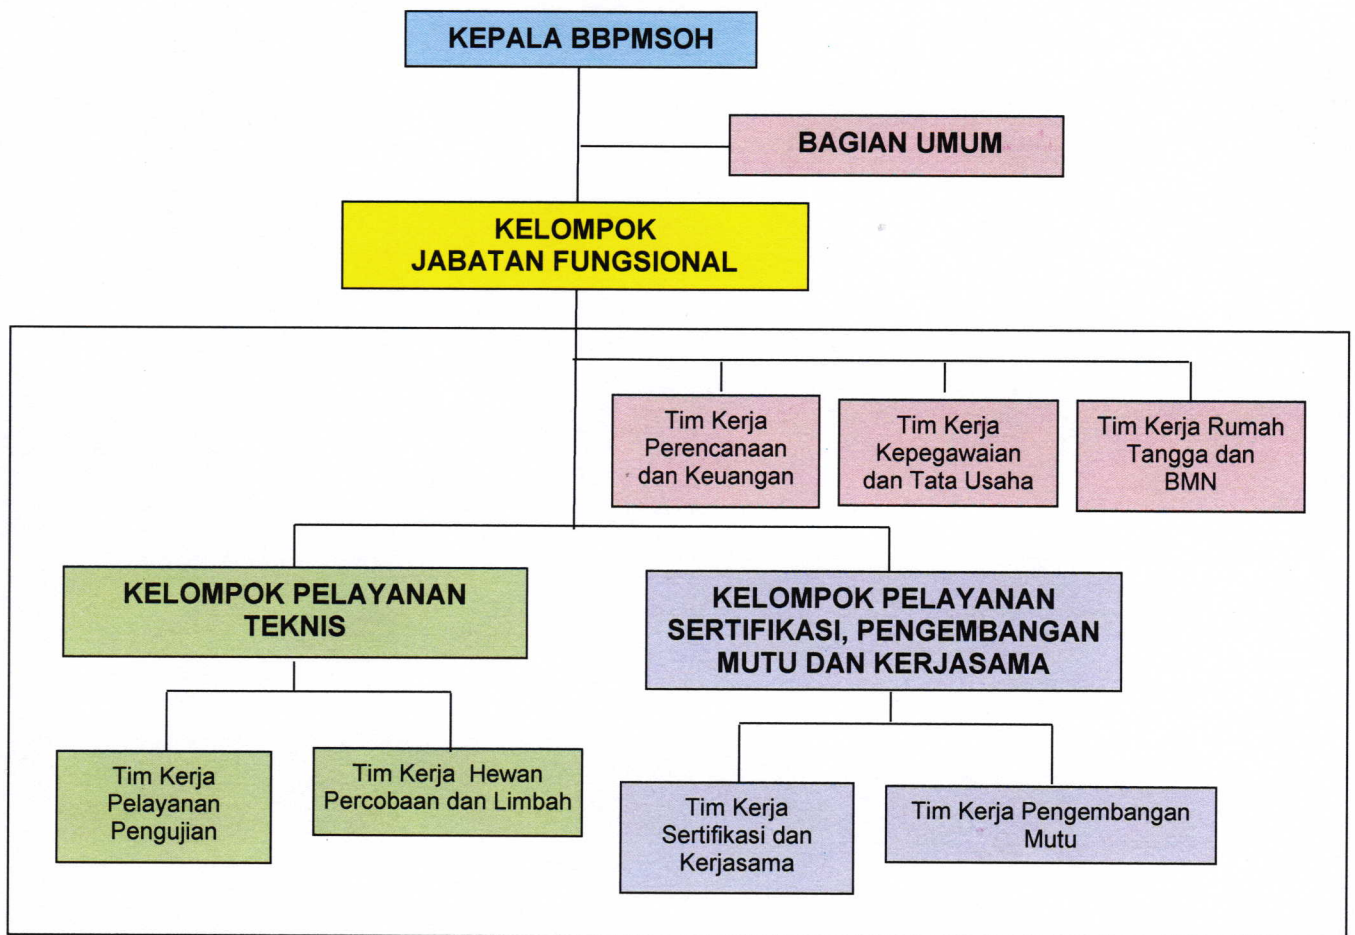 KEPALA BBPMSOH
BAGIAN UMUM
KELOMPOK
JABATAN FUNGSIONAL
Tim Kerja
Perencanaan
dan Keuangan
Tim Kerja
Kepegawaian
dan Tata Usaha
Tim Kerja Rumah
Tangga dan
BMN
KELOMPOK PELAYANAN
TEKNIS
KELOMPOK PELAYANAN
SERTIFIKASI, PENGEMBANGAN
MUTU DAN KERJASAMA
Tim Kerja
Pelayanan
Pengujian
Tim Kerja Hewan
Percobaan dan Limbah
Tim Kerja
Sertifikasi dan
Kerjasama
Tim Kerja Pengembangan
Mutu